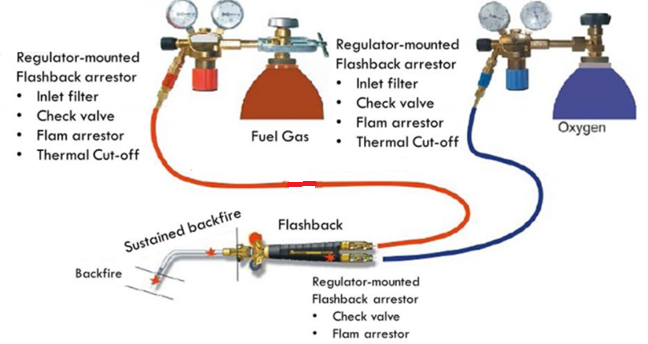 Regulator-mounted
Flashback arrestor
• Inlet filter
• Check valve
• Flam arrestor
• Thermal Cut-off
Fuel Gas
Regulator-mounted
Flashback arrestor
• Inlet filter
• Check valve
• Flam arrestor
• Thermal Cut-off
Oxygen
Sustained backfire
Flashback
Backfire
Regulator-mounted
Flashback arrestor
• Check valve
• Flam arrestor